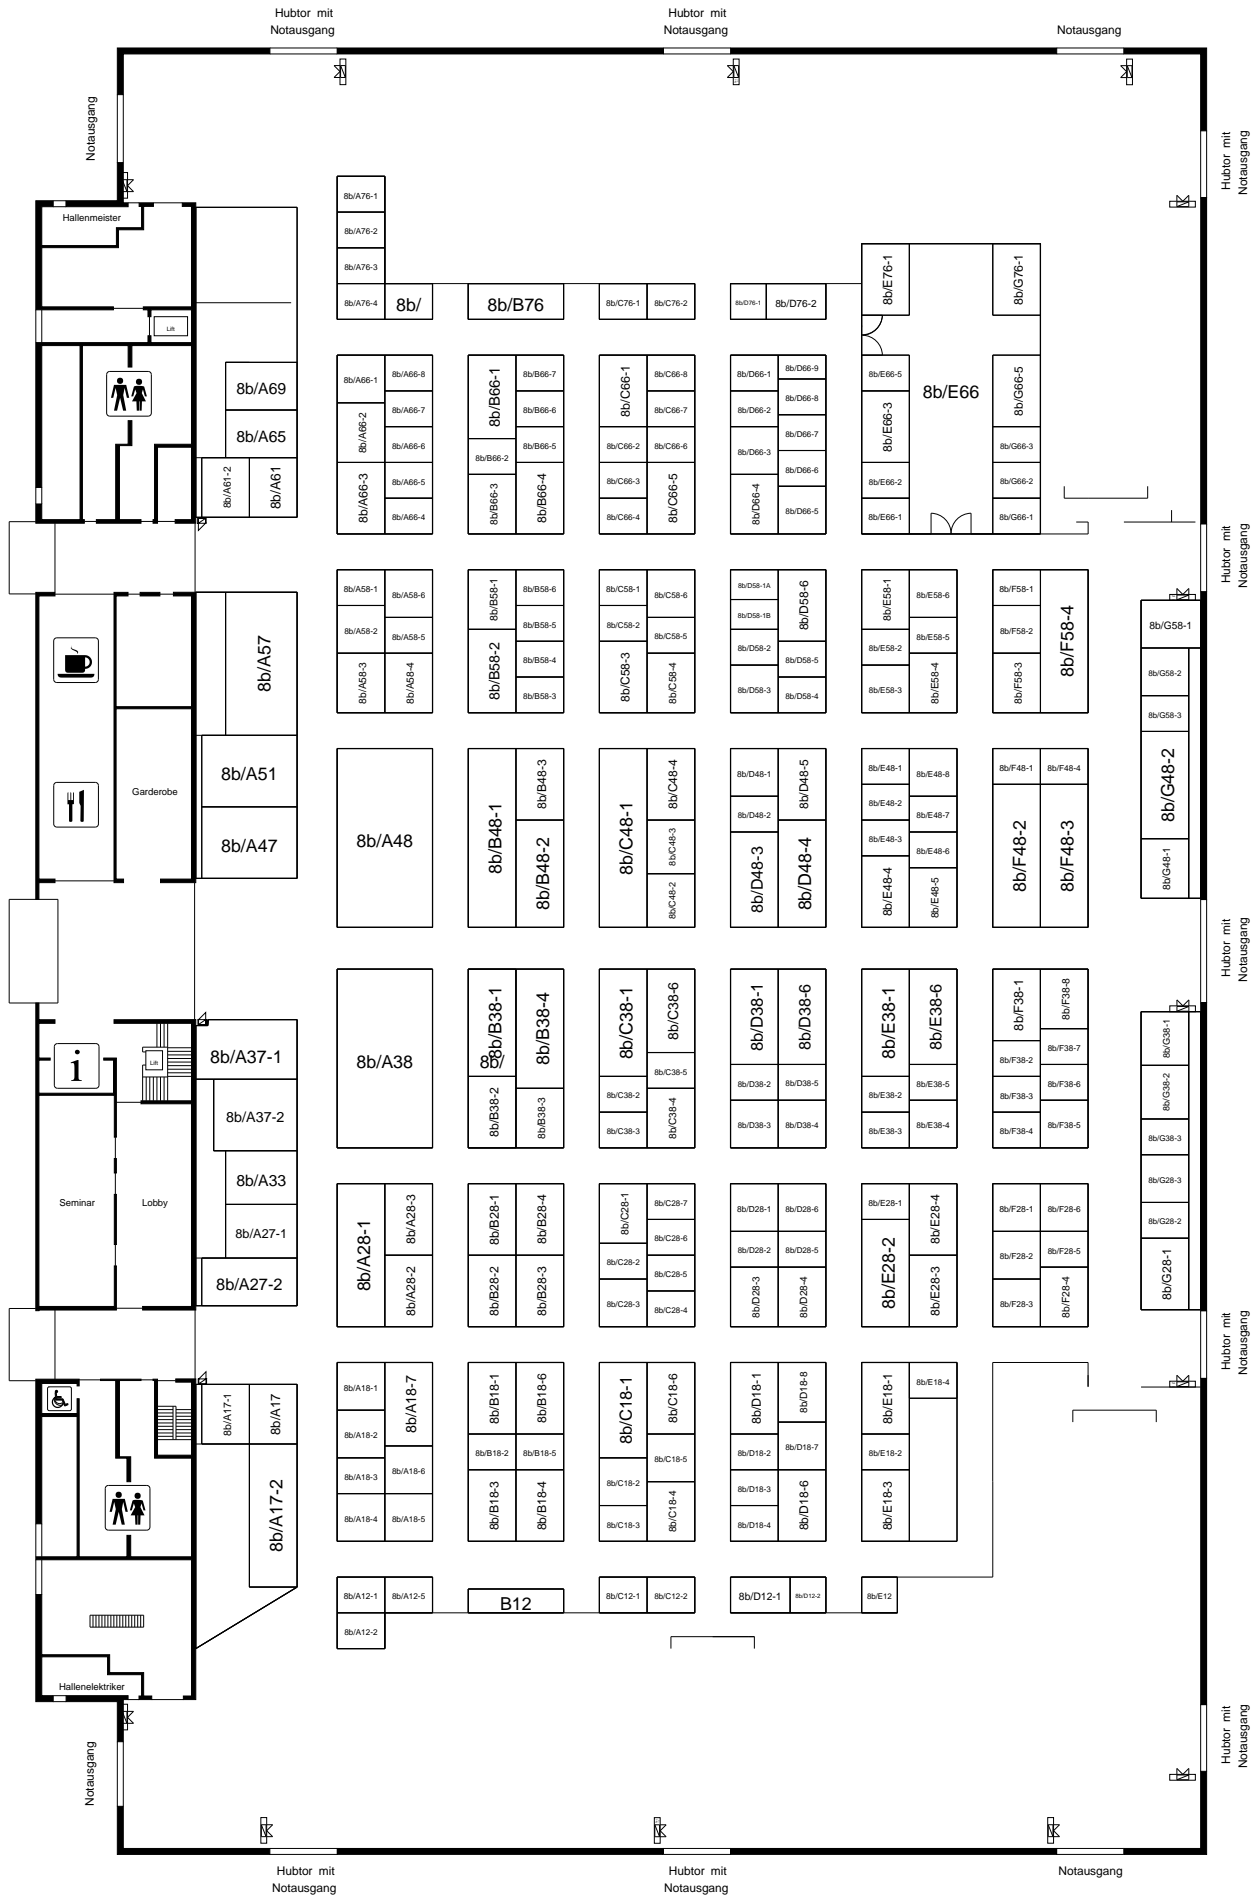 Hubtor mit
Notausgang
Hubtor mit
Notausgang
Notausgang
Notausgang
Hubtor mit
Notausgang
Hallenmeister
Lift
8b/A76-1
8b/A76-2
8b/A76-3
8b/A76-4
8b/
8b/B76
8b/C76-1
8b/C76-2
8b/D76-1
8b/D76-2
8b/E76-1
8b/G76-1
8b/A69
8b/A65
8b/A61-2
8b/A61
8b/A66-1
8b/A66-2
8b/A66-3
8b/A66-8
8b/A66-7
8b/A66-6
8b/A66-5
8b/A66-4
8b/B66-1
8b/B66-2
8b/B66-3
8b/B66-7
8b/B66-6
8b/B66-5
8b/B66-4
8b/C66-1
8b/C66-2
8b/C66-3
8b/C66-4
8b/C66-8
8b/C66-7
8b/C66-6
8b/C66-5
8b/D66-1
8b/D66-2
8b/D66-3
8b/D66-4
8b/D66-9
8b/D66-8
8b/D66-7
8b/D66-6
8b/D66-5
8b/E66-5
8b/E66-3
8b/E66-2
8b/E66-1
8b/E66
8b/G66-5
8b/G66-3
8b/G66-2
8b/G66-1
Hubtor mit
Notausgang
8b/A57
8b/A51
8b/A47
Garderobe
8b/A58-1
8b/A58-2
8b/A58-3
8b/A58-6
8b/A58-5
8b/A58-4
8b/B58-1
8b/B58-2
8b/B58-6
8b/B58-5
8b/B58-4
8b/B58-3
8b/C58-1
8b/C58-2
8b/C58-3
8b/C58-6
8b/C58-5
8b/C58-4
8b/D58-1A
8b/D58-1B
8b/D58-2
8b/D58-3
8b/D58-6
8b/D58-5
8b/D58-4
8b/E58-1
8b/E58-2
8b/E58-3
8b/E58-6
8b/E58-5
8b/E58-4
8b/F58-1
8b/F58-2
8b/F58-3
8b/F58-4
8b/G58-1
8b/G58-2
8b/G58-3
8b/G48-2
8b/G48-1
8b/A48
8b/B48-1
8b/B48-3
8b/B48-2
8b/C48-1
8b/C48-4
8b/C48-3
8b/C48-2
8b/D48-1
8b/D48-2
8b/D48-3
8b/D48-5
8b/D48-4
8b/E48-1
8b/E48-2
8b/E48-3
8b/E48-4
8b/E48-8
8b/E48-7
8b/E48-6
8b/E48-5
8b/F48-1
8b/F48-2
8b/F48-4
8b/F48-3
Hubtor mit
Notausgang
Lift
i
Seminar
Lobby
8b/A37-1
8b/A37-2
8b/A33
8b/A27-1
8b/A27-2
8b/A38
8b/B38-1
8b/
8b/B38-2
8b/B38-4
8b/B38-3
8b/C38-1
8b/C38-2
8b/C38-3
8b/C38-6
8b/C38-5
8b/C38-4
8b/D38-1
8b/D38-2
8b/D38-3
8b/D38-6
8b/D38-5
8b/D38-4
8b/E38-1
8b/E38-2
8b/E38-3
8b/E38-6
8b/E38-5
8b/E38-4
8b/F38-1
8b/F38-2
8b/F38-3
8b/F38-4
8b/F38-8
8b/F38-7
8b/F38-6
8b/F38-5
8b/G38-1
8b/G38-2
8b/G38-3
8b/G28-3
8b/G28-2
8b/G28-1
8b/A28-1
8b/A28-3
8b/A28-2
8b/B28-1
8b/B28-2
8b/B28-4
8b/B28-3
8b/C28-1
8b/C28-2
8b/C28-3
8b/C28-7
8b/C28-6
8b/C28-5
8b/C28-4
8b/D28-1
8b/D28-2
8b/D28-3
8b/D28-6
8b/D28-5
8b/D28-4
8b/E28-1
8b/E28-2
8b/E28-4
8b/E28-3
8b/F28-1
8b/F28-2
8b/F28-3
8b/F28-6
8b/F28-5
8b/F28-4
Hubtor mit
Notausgang
8b/A17-1
8b/A17
8b/A17-2
8b/A18-1
8b/A18-2
8b/A18-3
8b/A18-4
8b/A18-7
8b/A18-6
8b/A18-5
8b/B18-1
8b/B18-2
8b/B18-3
8b/B18-6
8b/B18-5
8b/B18-4
8b/C18-1
8b/C18-2
8b/C18-3
8b/C18-6
8b/C18-5
8b/C18-4
8b/D18-1
8b/D18-2
8b/D18-3
8b/D18-4
8b/D18-8
8b/D18-7
8b/D18-6
8b/E18-1
8b/E18-2
8b/E18-3
8b/E18-4
8b/A12-1
8b/A12-5
8b/A12-2
B12
8b/C12-1
8b/C12-2
8b/D12-1
8b/D12-2
8b/E12
Hallenelektriker
Notausgang
Hubtor mit
Notausgang
Hubtor mit
Notausgang
Hubtor mit
Notausgang
Notausgang